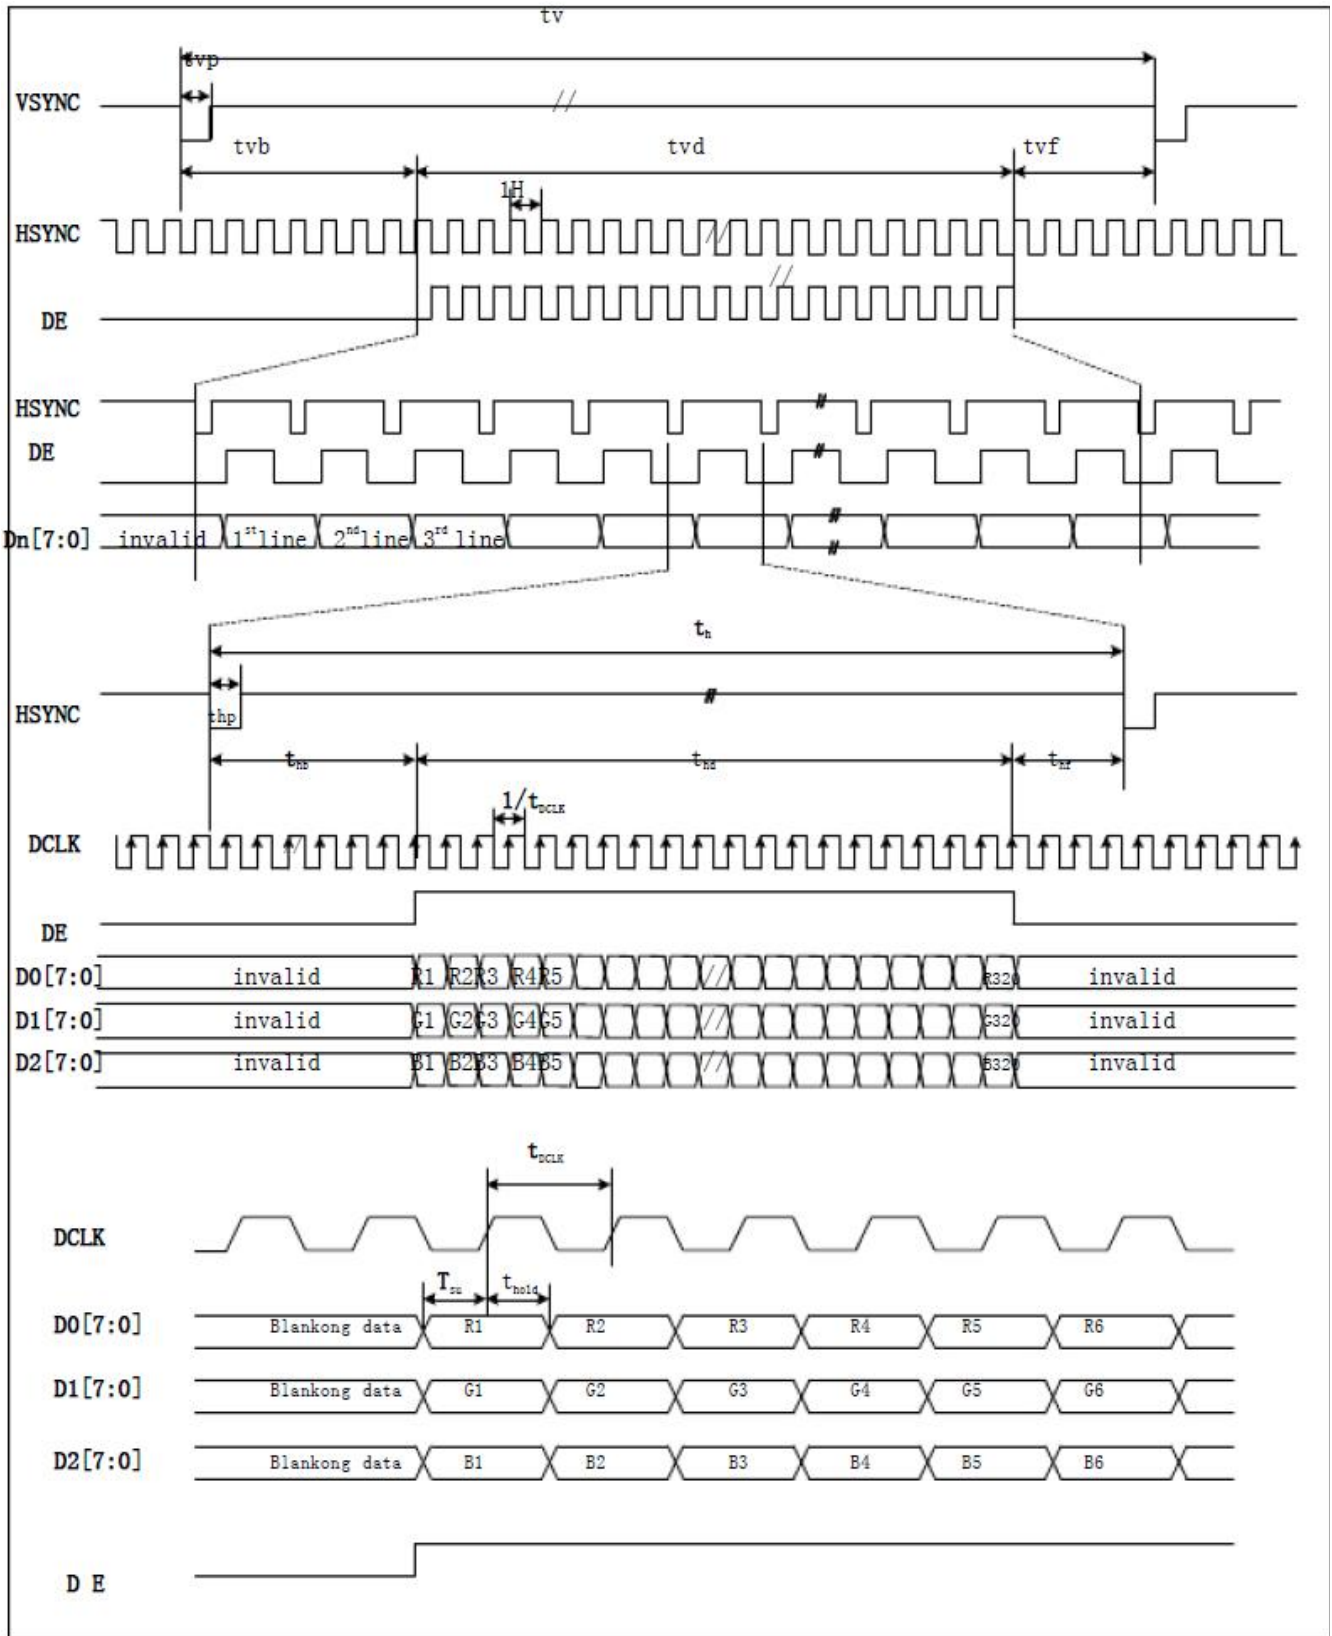 tv
tvp
VSYNC
tvb tvd tvf
1H
HSYNC
DE
HSYNC
DE
Dn[7:0] invalid 1st line 2nd line 3rd line
th
HSYNC
thp
thb thd thf
1/tDCLK
DCLK
DE
D0[7:0] invalid R1 R2 R3 R4 R5 R320 invalid
D1[7:0] invalid G1 G2 G3 G4 G5 G320 invalid
D2[7:0] invalid B1 B2 B3 B4 B5 B320 invalid
tDCLK
DCLK
Tsu thold
D0[7:0] Blankong data R1 R2 R3 R4 R5 R6
D1[7:0] Blankong data G1 G2 G3 G4 G5 G6
D2[7:0] Blankong data B1 B2 B3 B4 B5 B6
D E